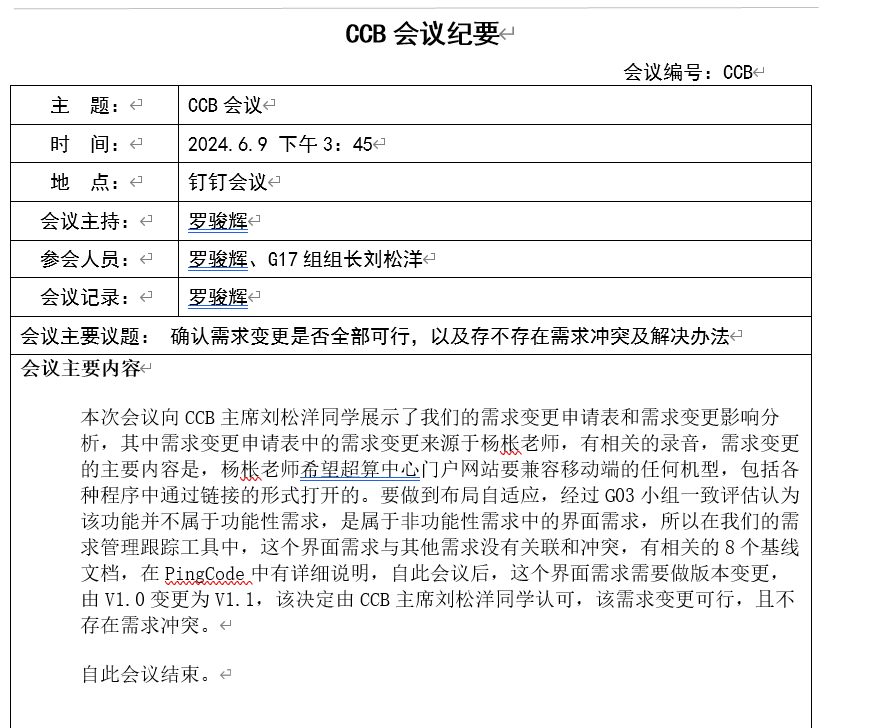 CCB 会议纪要
会议编号：CCB
主 题：
CCB 会议
时 间：
2024.6.9 下午 3：45
地 点：
钉钉会议
会议主持：
罗骏辉
参会人员：
罗骏辉、G17 组组长刘松洋
会议记录：
罗骏辉
会议主要议题： 确认需求变更是否全部可行，以及存不存在需求冲突及解决办法
会议主要内容
本次会议向 CCB 主席刘松洋同学展示了我们的需求变更申请表和需求变更影响分
析，其中需求变更申请表中的需求变更来源于杨枨老师，有相关的录音，需求变更
的主要内容是，杨枨老师希望超算中心门户网站要兼容移动端的任何机型，包括各
种程序中通过链接的形式打开的。要做到布局自适应，经过 G03 小组一致评估认为
该功能并不属于功能性需求，是属于非功能性需求中的界面需求，所以在我们的需
求管理跟踪工具中，这个界面需求与其他需求没有关联和冲突，有相关的 8 个基线
文档，在 PingCode 中有详细说明，自此会议后，这个界面需求需要做版本变更，
由 V1.0 变更为 V1.1，该决定由 CCB 主席刘松洋同学认可，该需求变更可行，且不
存在需求冲突。
自此会议结束。